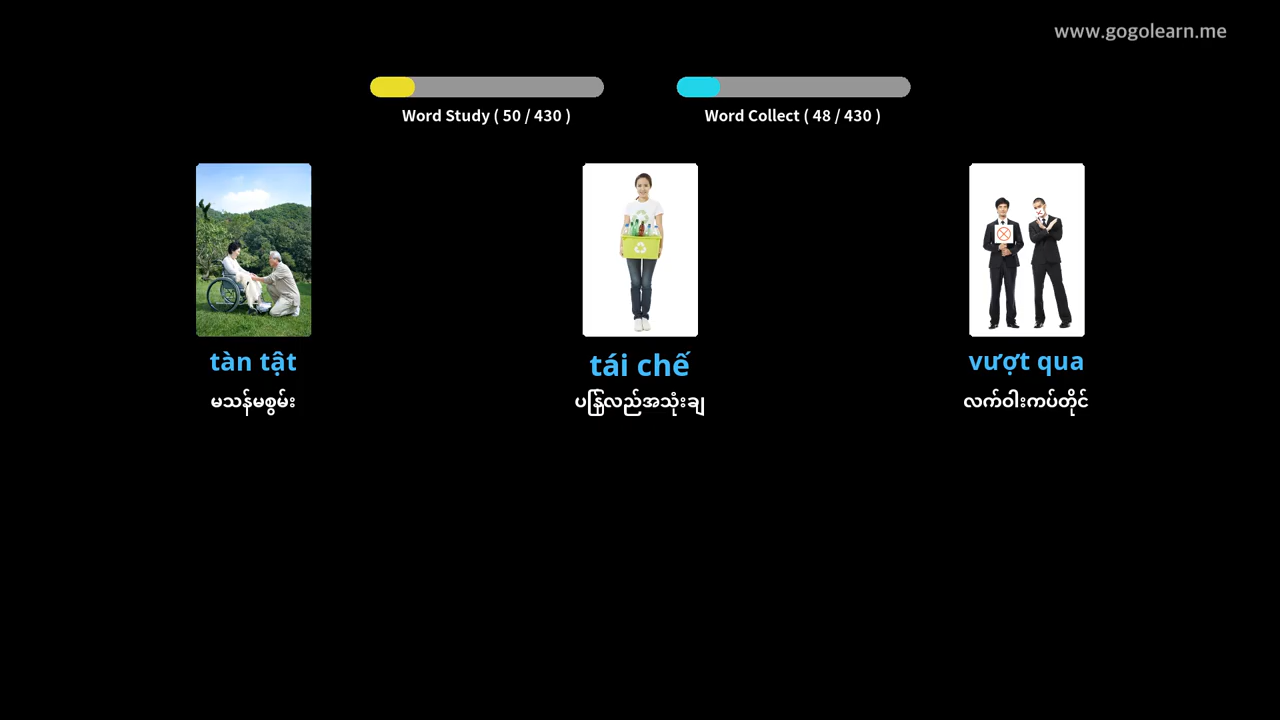 www.gogolearn.me
Word Study ( 50 / 430 )
Word Collect ( 48 / 430 )
tàn tật
tái chế
vượt qua
မသန်မစွမ်း
ပြန်လည်အသုံးချ
လက်ဝါးကပ်တိုင်